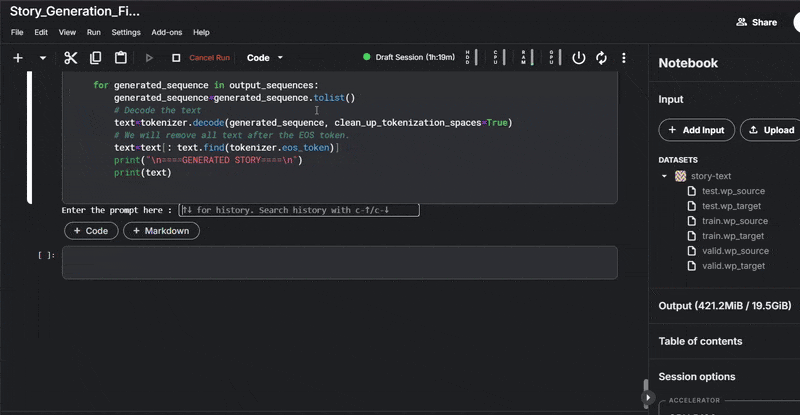 Story_Generation_Fi...
Share
File Edit View Run Settings Add-ons Help
Cancel Run
Code
Draft Session (1h:19m)
HDD
CPU
RAM
GPU
for generated_sequence in output_sequences:
generated_sequence=generated_sequence.tolist()
# Decode the text
text=tokenizer.decode(generated_sequence, clean_up_tokenization_spaces=True)
# We will remove all text after the EOS token.
text=text[: text.find(tokenizer.eos_token)]
print("\n====GENERATED STORY====\n")
print(text)
Enter the prompt here : ↑↓ for history. Search history with c-↑/c-↓
+ Code
+ Markdown
[ ]:
Notebook
Input
+ Add Input
Upload
DATASETS
story-text
test.wp_source
test.wp_target
train.wp_source
train.wp_target
valid.wp_source
valid.wp_target
Output (421.2MiB / 19.5GiB)
Table of contents
Session options
ACCELERATOR